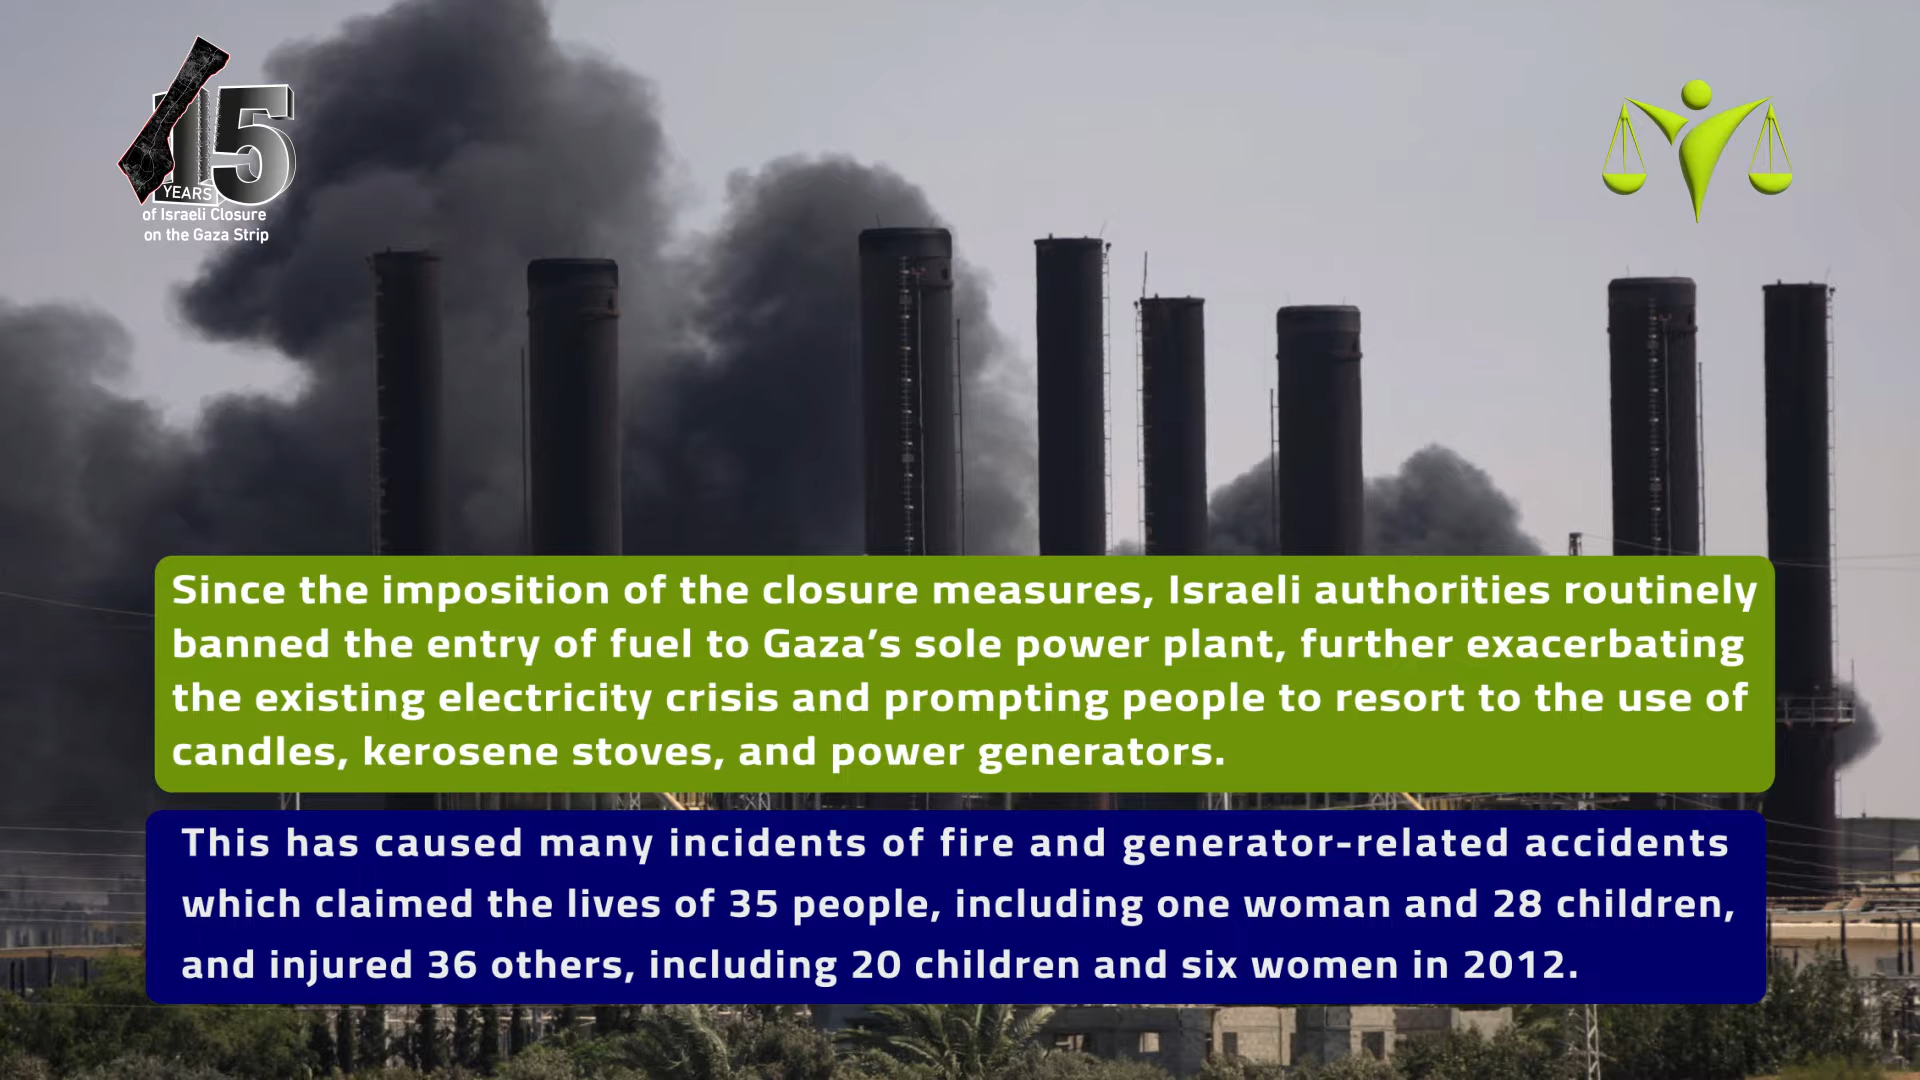 15
YEARS
of Israeli Closure
on the Gaza Strip
Since the imposition of the closure measures, Israeli authorities routinely
banned the entry of fuel to Gaza’s sole power plant, further exacerbating
the existing electricity crisis and prompting people to resort to the use of
candles, kerosene stoves, and power generators.
This has caused many incidents of fire and generator-related accidents
which claimed the lives of 35 people, including one woman and 28 children,
and injured 36 others, including 20 children and six women in 2012.